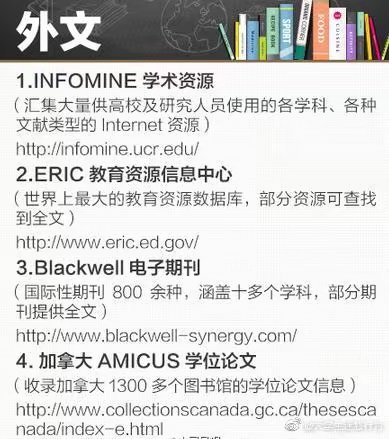 外文
SPORT
FOOD
1.INFOMINE 学术资源
（汇集大量供高校及研究人员使用的各学科、各种
文献类型的 Internet 资源）
http://infomine.ucr.edu/
2.ERIC 教育资源信息中心
（世界上最大的教育资源数据库，部分资源可查找
到全文）
http://www.eric.ed.gov/
3.Blackwell 电子期刊
（国际性期刊 800 余种，涵盖十多个学科，部分期
刊提供全文）
http://www.blackwell-synergy.com/
4. 加拿大 AMICUS 学位论文
（收录加拿大 1300 多个图书馆的学位论文信息）
http://www.collectionscanada.gc.ca/thesesca
nada/index-e.html